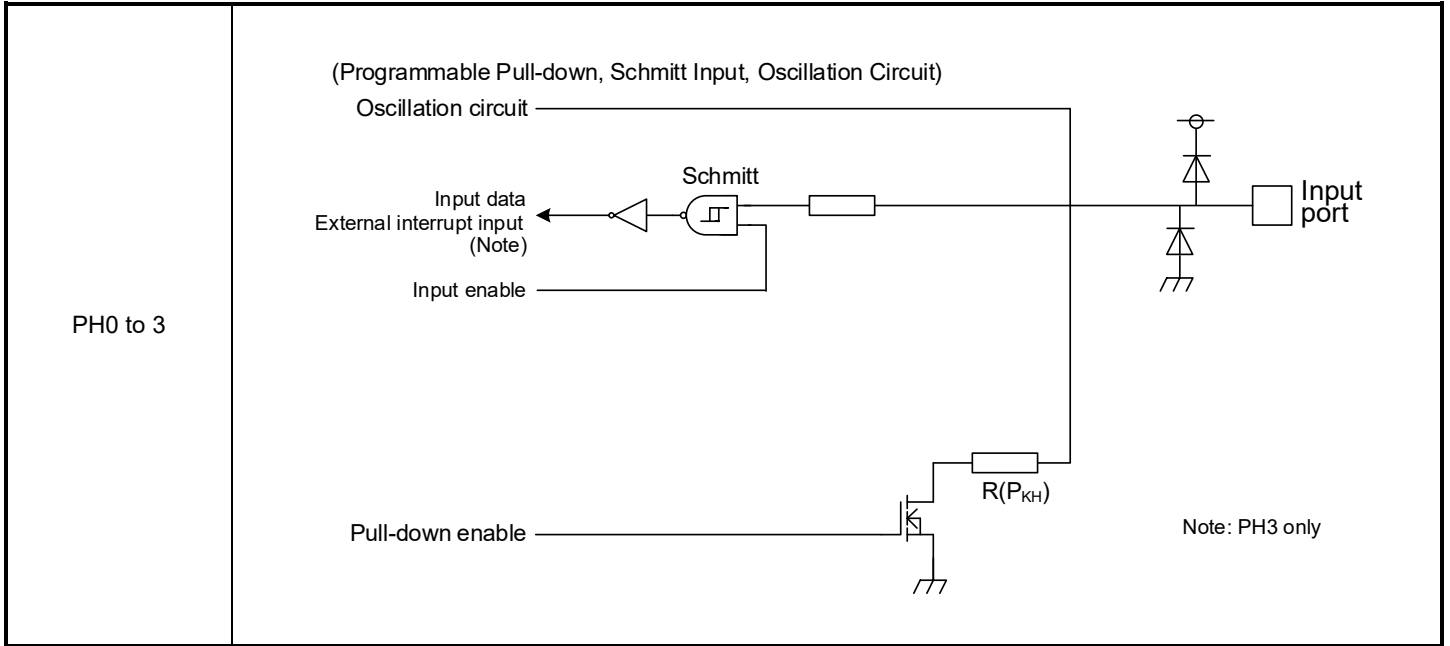 PH0 to 3
(Programmable Pull-down, Schmitt Input, Oscillation Circuit)
Oscillation circuit
Schmitt
Input data
External interrupt input
(Note)
Input enable
Input
port
R(PKH)
Pull-down enable
Note: PH3 only